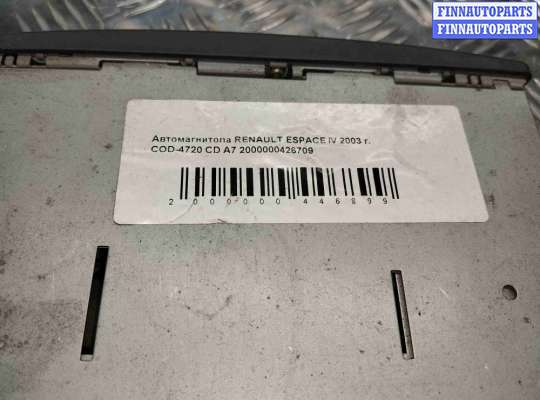 FINNAUTOPARTS
FINNAUTOPARTS
Автомагнитола RENAULT ESPACE IV 2003 г.
COD-4720 CD A7 2000000426709
2000000446899